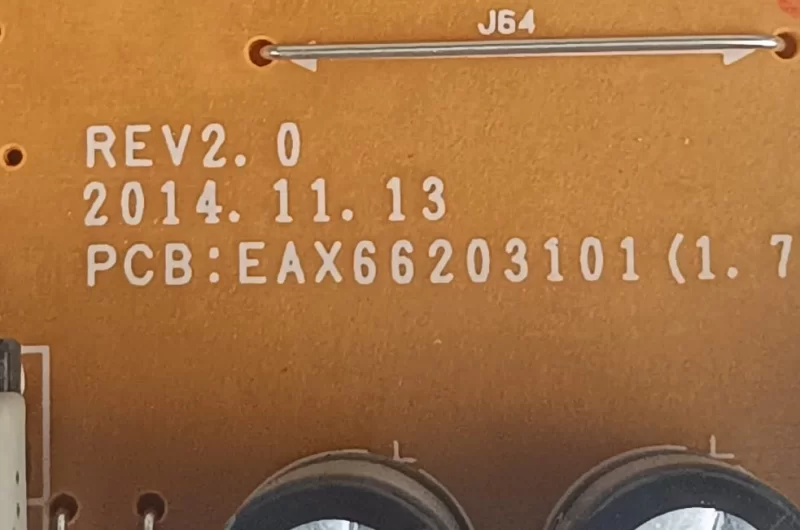 J64
REV2. 0
2014. 11. 13
PCB:EAX66203101(1. 7